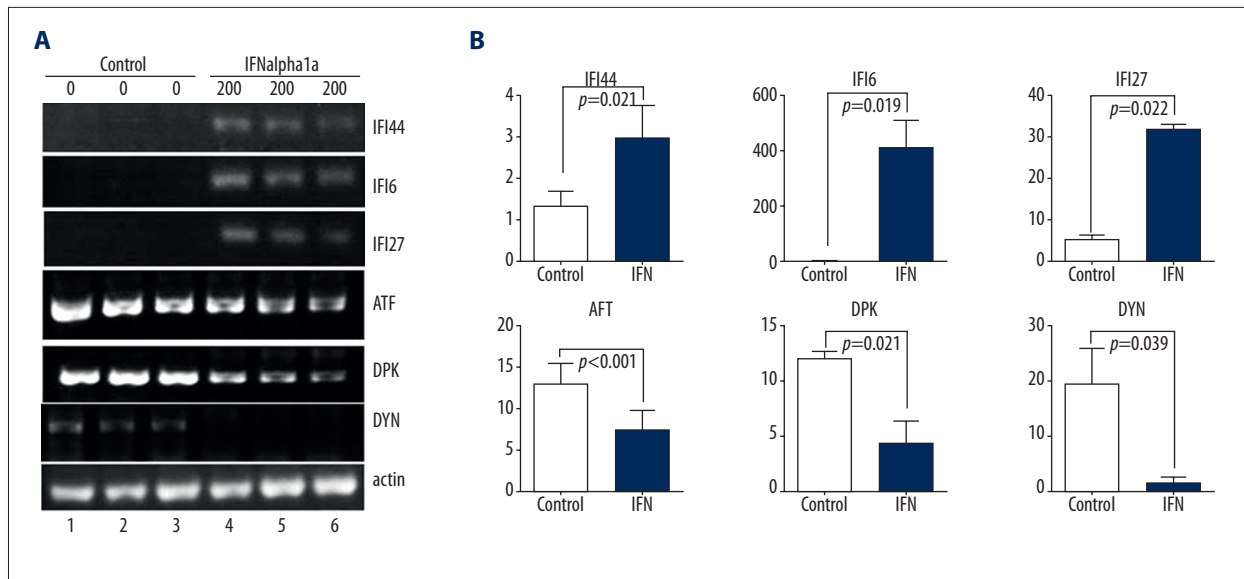 A
Control IFNalpha1a
0 0 0 200 200 200
IFI44
IFI6
IFI27
ATF
DPK
DYN
actin
1 2 3 4 5 6
B
IFI44
p=0.021
4
3
2
1
0
Control IFN
IFI6
600
p=0.019
400
200
0
Control IFN
IFI27
40
p=0.022
30
20
10
0
Control IFN
AFT
20
15
p<0.001
10
5
0
Control IFN
DPK
15
p=0.021
10
5
0
Control IFN
DYN
30
p=0.039
20
10
0
Control IFN